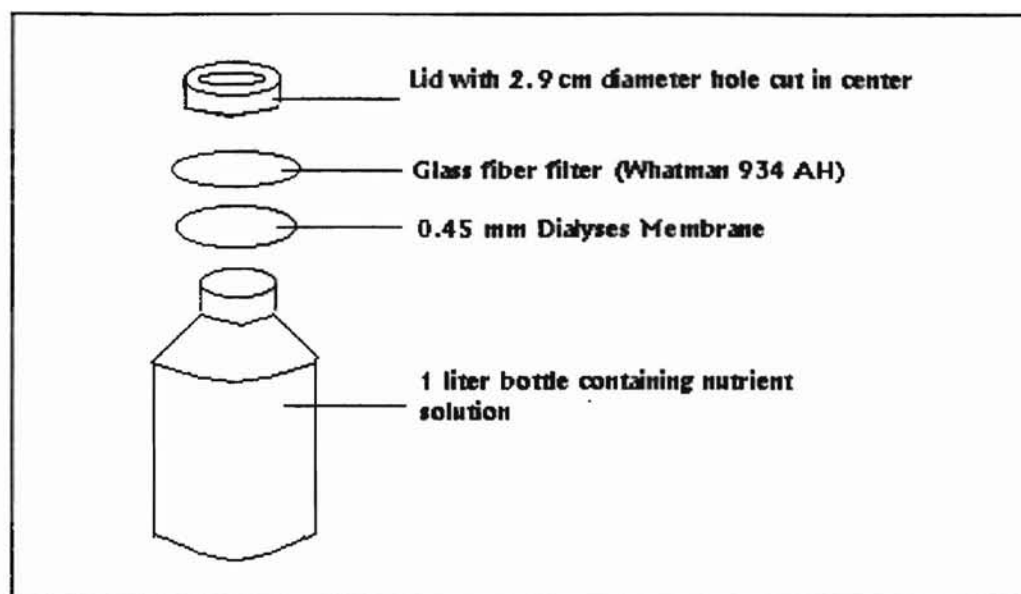 Lid with 2.9 cm diameter hole cut in center
Glass fiber filter (Whatman 934 AH)
0.45 mm Dialyses Membrane
1 liter bottle containing nutrient
solution